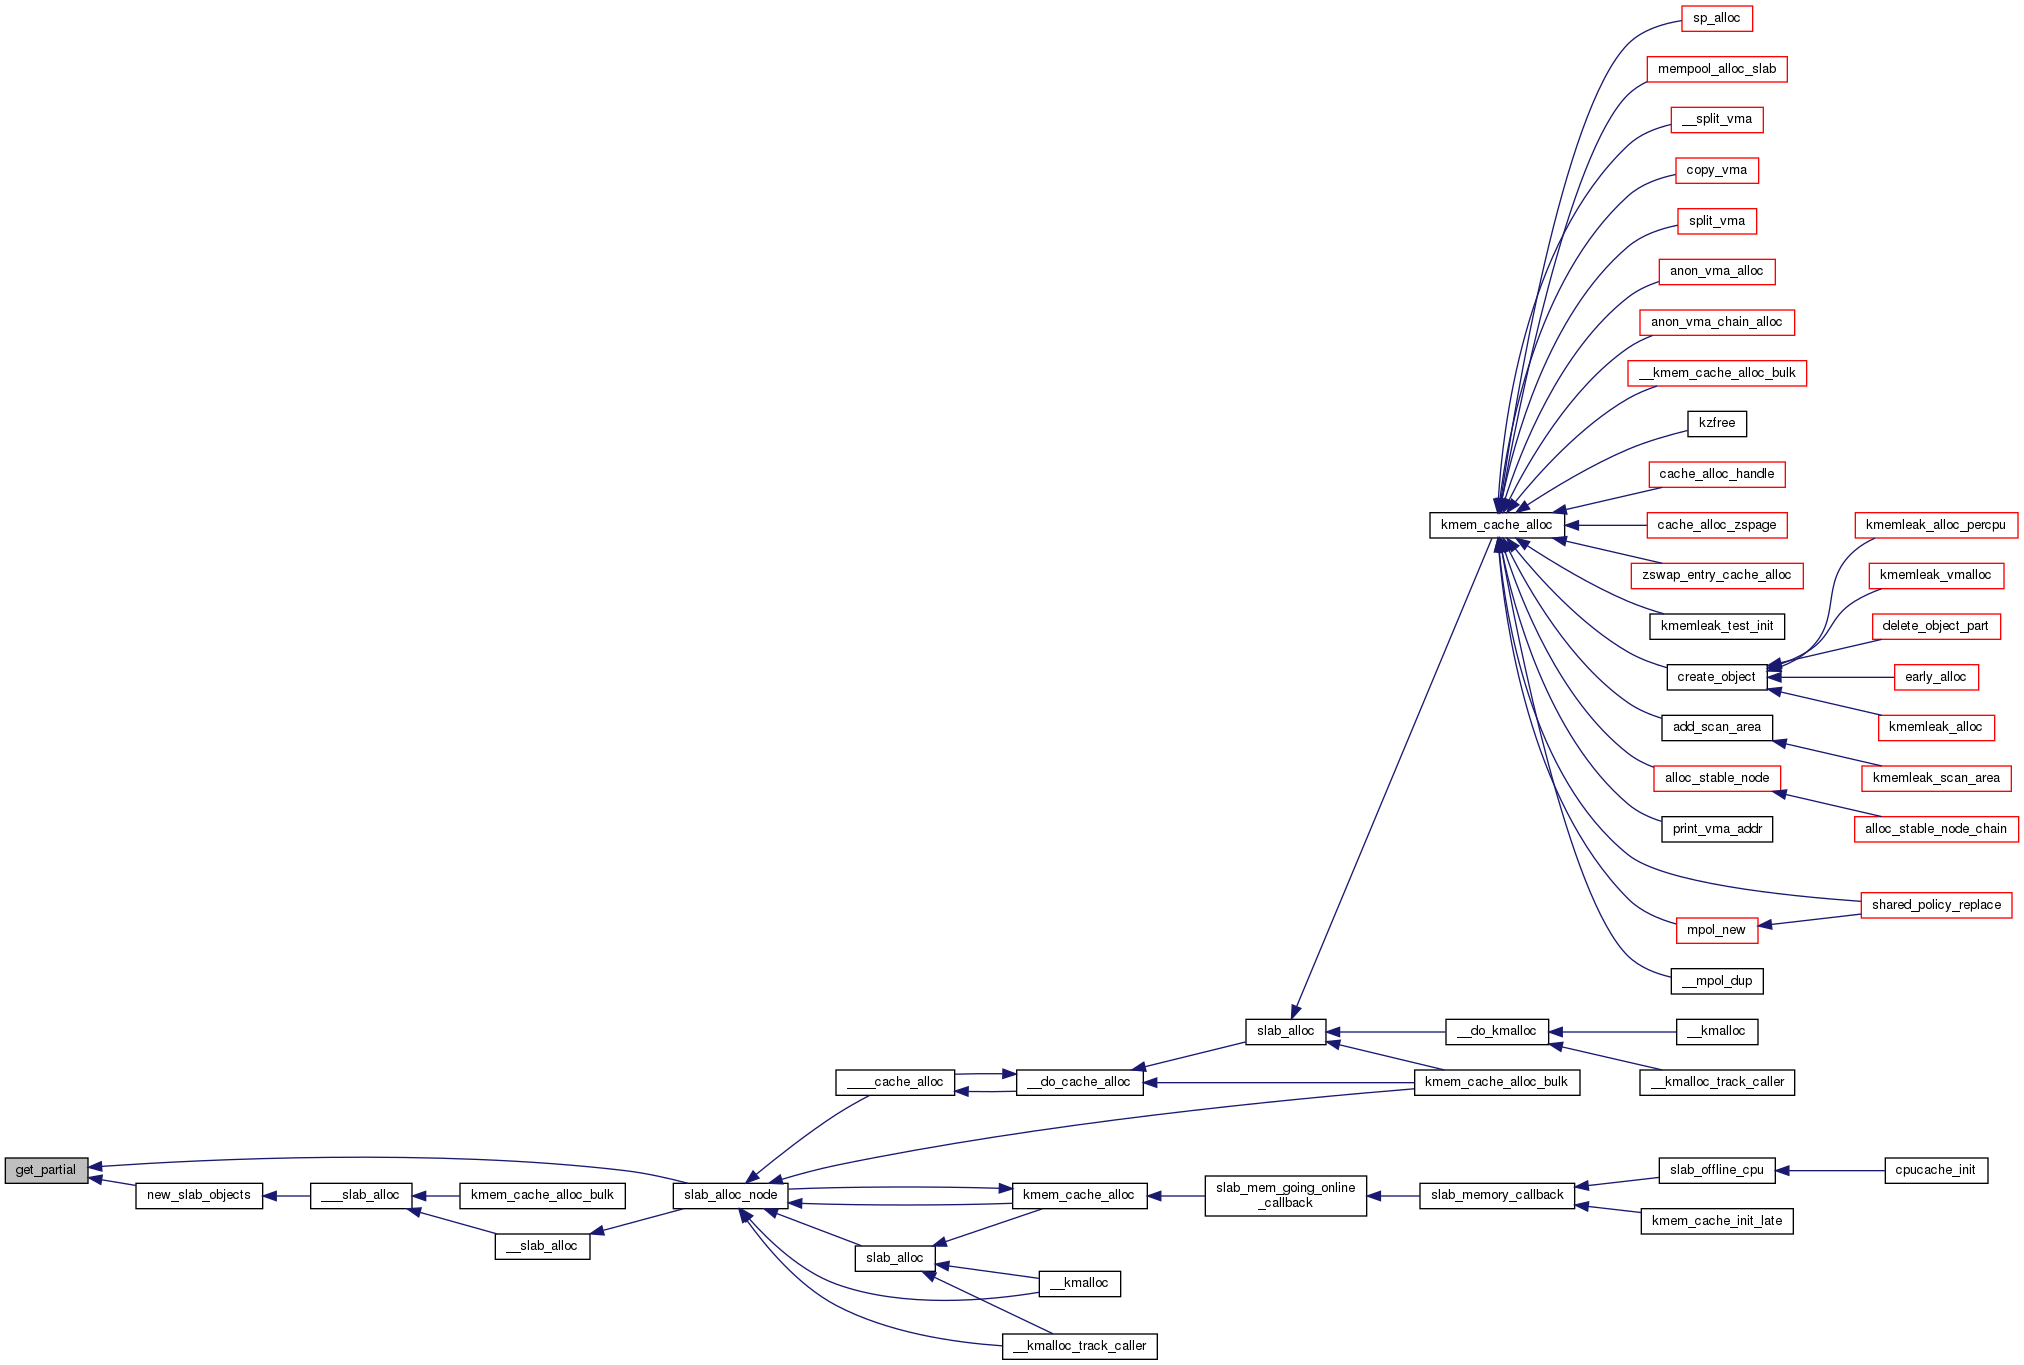 sp_alloc
mempool_alloc_slab
__split_vma
copy_vma
split_vma
anon_vma_alloc
anon_vma_chain_alloc
__kmem_cache_alloc_bulk
kzfree
cache_alloc_handle
kmem_cache_alloc
cache_alloc_zspage
kmemleak_alloc_percpu
zswap_entry_cache_alloc
kmemleak_vmalloc
kmemleak_test_init
delete_object_part
create_object
early_alloc
add_scan_area
kmemleak_alloc
alloc_stable_node
kmemleak_scan_area
print_vma_addr
alloc_stable_node_chain
shared_policy_replace
mpol_new
__mpol_dup
slab_alloc
__do_kmalloc
__kmalloc
____cache_alloc
__do_cache_alloc
kmem_cache_alloc_bulk
__kmalloc_track_caller
get_partial
slab_offline_cpu
cpucache_init
new_slab_objects
___slab_alloc
kmem_cache_alloc_bulk
slab_alloc_node
kmem_cache_alloc
slab_mem_going_online
_callback
slab_memory_callback
kmem_cache_init_late
__slab_alloc
slab_alloc
__kmalloc
__kmalloc_track_caller